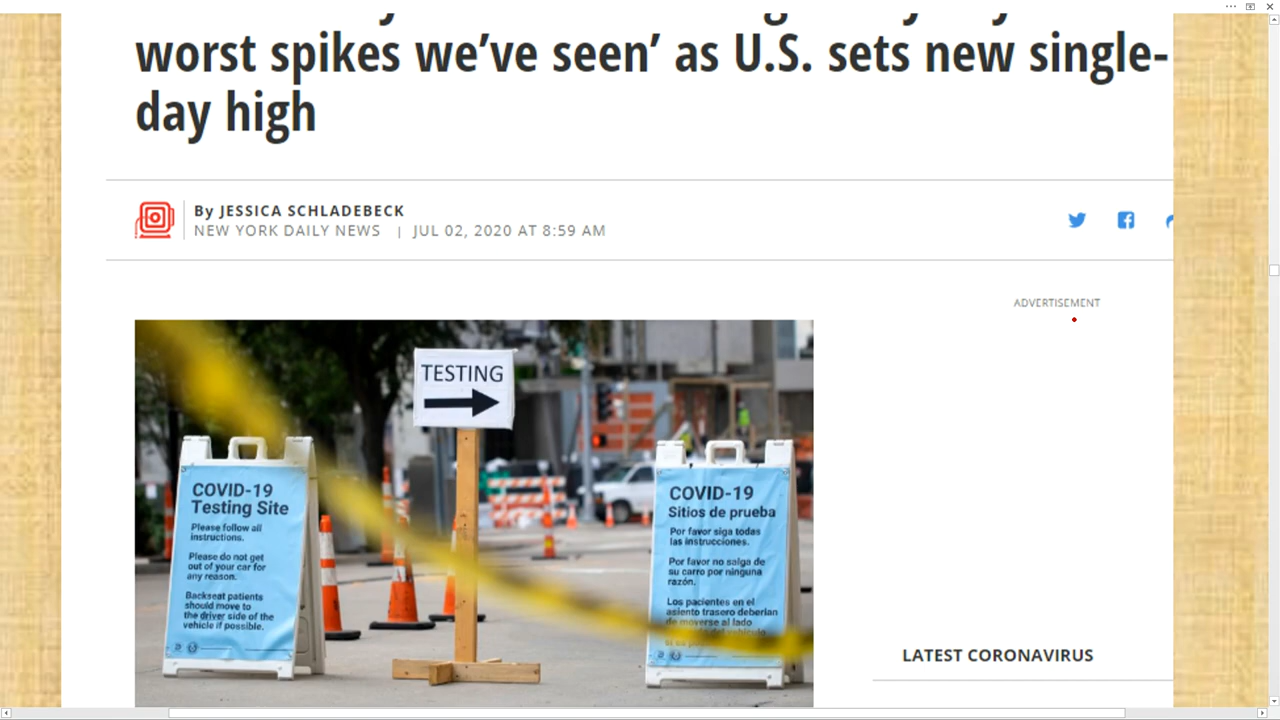 worst spikes we’ve seen’ as U.S. sets new single-
day high
By JESSICA SCHLADEBECK
NEW YORK DAILY NEWS | JUL 02, 2020 AT 8:59 AM
ADVERTISEMENT
TESTING
COVID-19
Testing Site
Please follow all
instructions.
Please do not get
out of your car for
any reason.
Backseat patients
should move to
the driver side of the
vehicle if possible.
COVID-19
Sitios de prueba
Por favor siga todas
las instrucciones.
Por favor no salga de
su carro por ninguna
razón.
Los pacientes en el
asiento trasero deberían
de moverse al lado
del vehículo
LATEST CORONAVIRUS